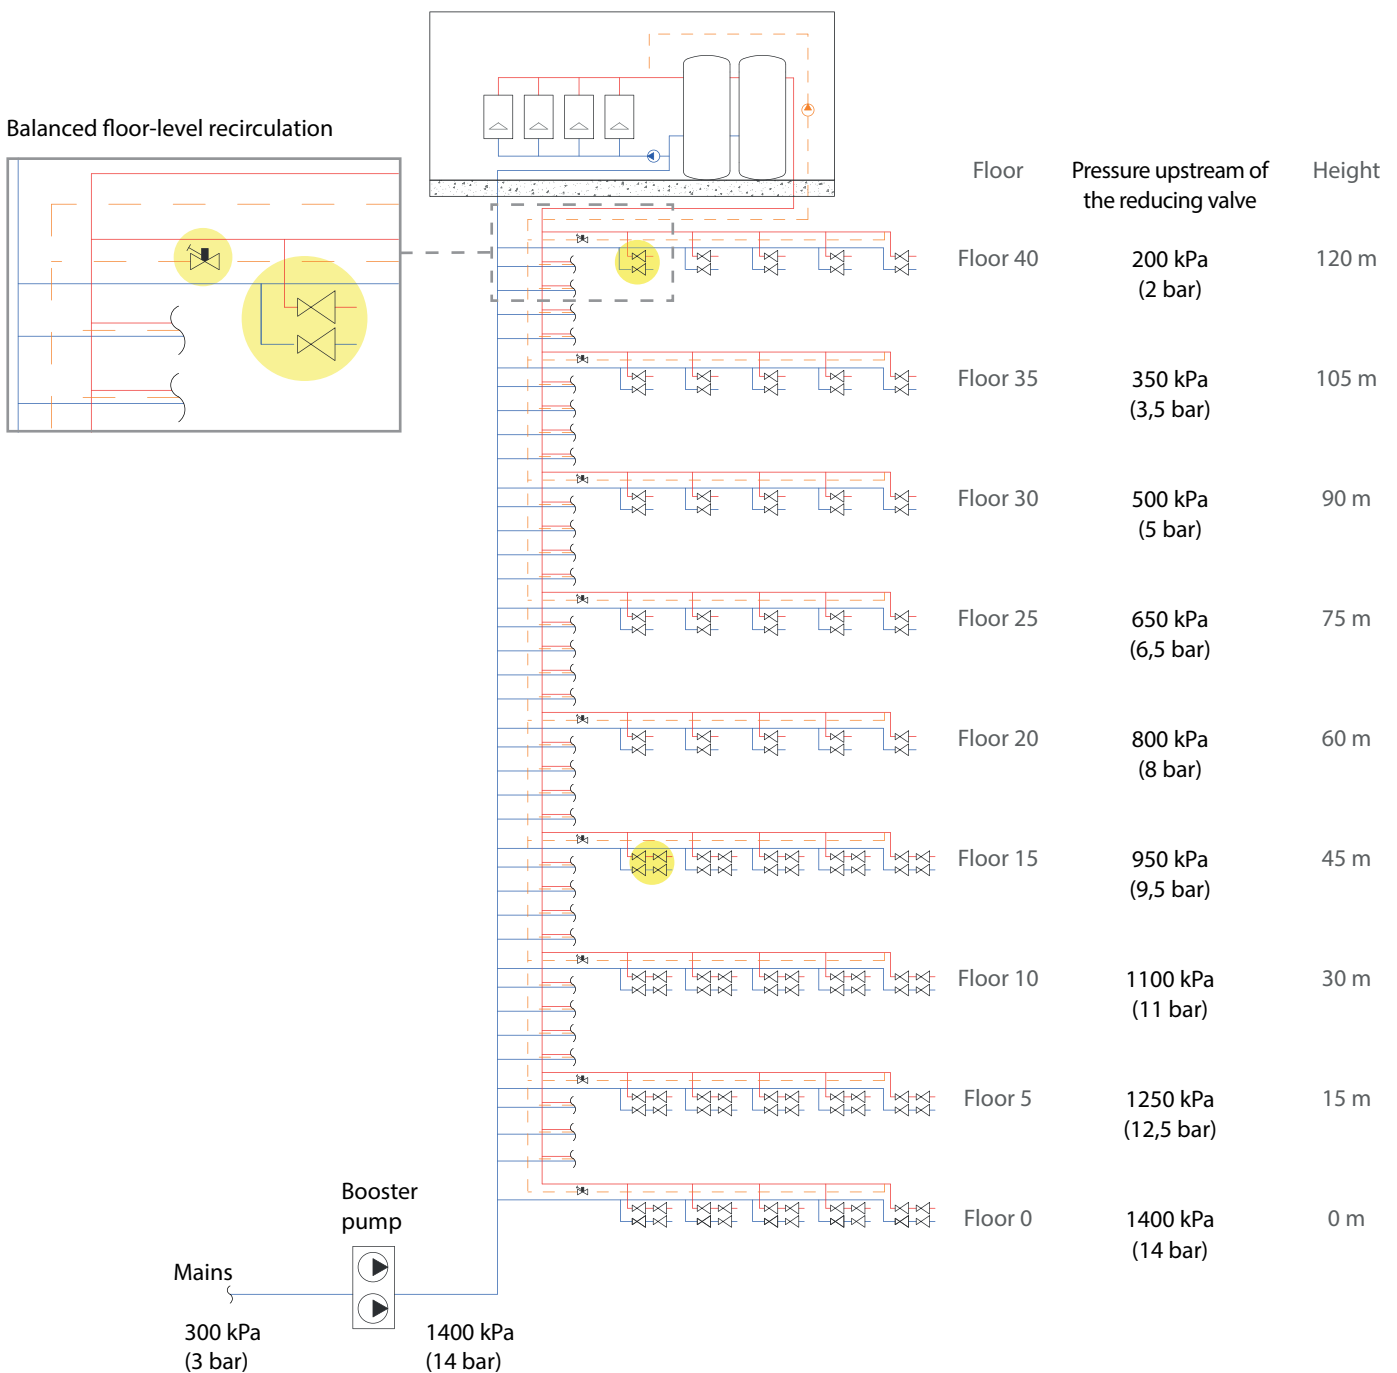 Balanced floor-level recirculation
Floor
Pressure upstream of
the reducing valve
Height
Floor 40
200 kPa
(2 bar)
120 m
Floor 35
350 kPa
(3,5 bar)
105 m
Floor 30
500 kPa
(5 bar)
90 m
Floor 25
650 kPa
(6,5 bar)
75 m
Floor 20
800 kPa
(8 bar)
60 m
Floor 15
950 kPa
(9,5 bar)
45 m
Floor 10
1100 kPa
(11 bar)
30 m
Floor 5
1250 kPa
(12,5 bar)
15 m
Floor 0
1400 kPa
(14 bar)
0 m
Booster
pump
Mains
300 kPa
(3 bar)
1400 kPa
(14 bar)